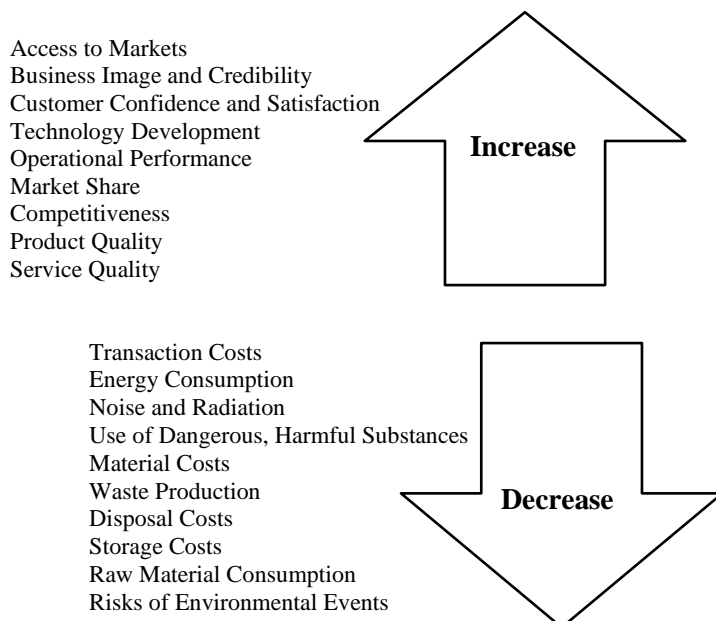 Access to Markets
Business Image and Credibility
Customer Confidence and Satisfaction
Technology Development
Operational Performance
Market Share
Competitiveness
Product Quality
Service Quality
Increase
Transaction Costs
Energy Consumption
Noise and Radiation
Use of Dangerous, Harmful Substances
Material Costs
Waste Production
Disposal Costs
Storage Costs
Raw Material Consumption
Risks of Environmental Events
Decrease